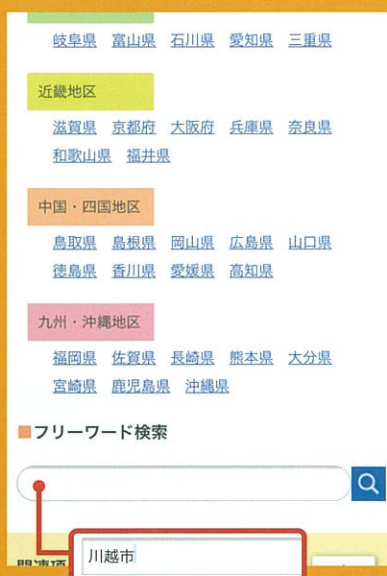 岐阜県 富山県 石川県 愛知県 三重県
近畿地区
滋賀県 京都府 大阪府 兵庫県 奈良県
和歌山県 福井県
中国・四国地区
鳥取県 島根県 岡山県 広島県 山口県
徳島県 香川県 愛媛県 高知県
九州・沖縄地区
福岡県 佐賀県 長崎県 熊本県 大分県
宮崎県 鹿児島県 沖縄県
■フリーワード検索
川越市